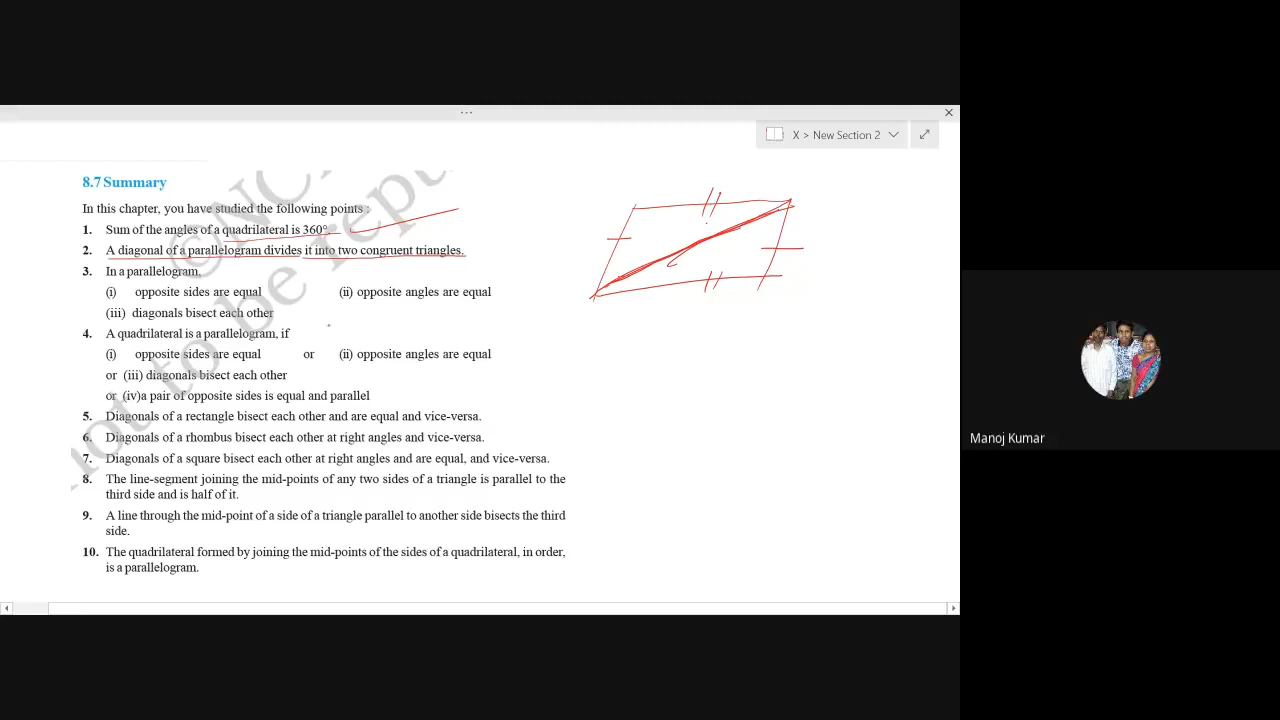 X > New Section 2
8.7 Summary
In this chapter, you have studied the following points :
1. Sum of the angles of a quadrilateral is 360°
2. A diagonal of a parallelogram divides it into two congruent triangles.
3. In a parallelogram,
(i) opposite sides are equal (ii) opposite angles are equal
(iii) diagonals bisect each other
4. A quadrilateral is a parallelogram, if
(i) opposite sides are equal or (ii) opposite angles are equal
or (iii) diagonals bisect each other
or (iv)a pair of opposite sides is equal and parallel
5. Diagonals of a rectangle bisect each other and are equal and vice-versa.
6. Diagonals of a rhombus bisect each other at right angles and vice-versa.
7. Diagonals of a square bisect each other at right angles and are equal, and vice-versa.
8. The line-segment joining the mid-points of any two sides of a triangle is parallel to the
third side and is half of it.
9. A line through the mid-point of a side of a triangle parallel to another side bisects the third
side.
10. The quadrilateral formed by joining the mid-points of the sides of a quadrilateral, in order,
is a parallelogram.
Manoj Kumar